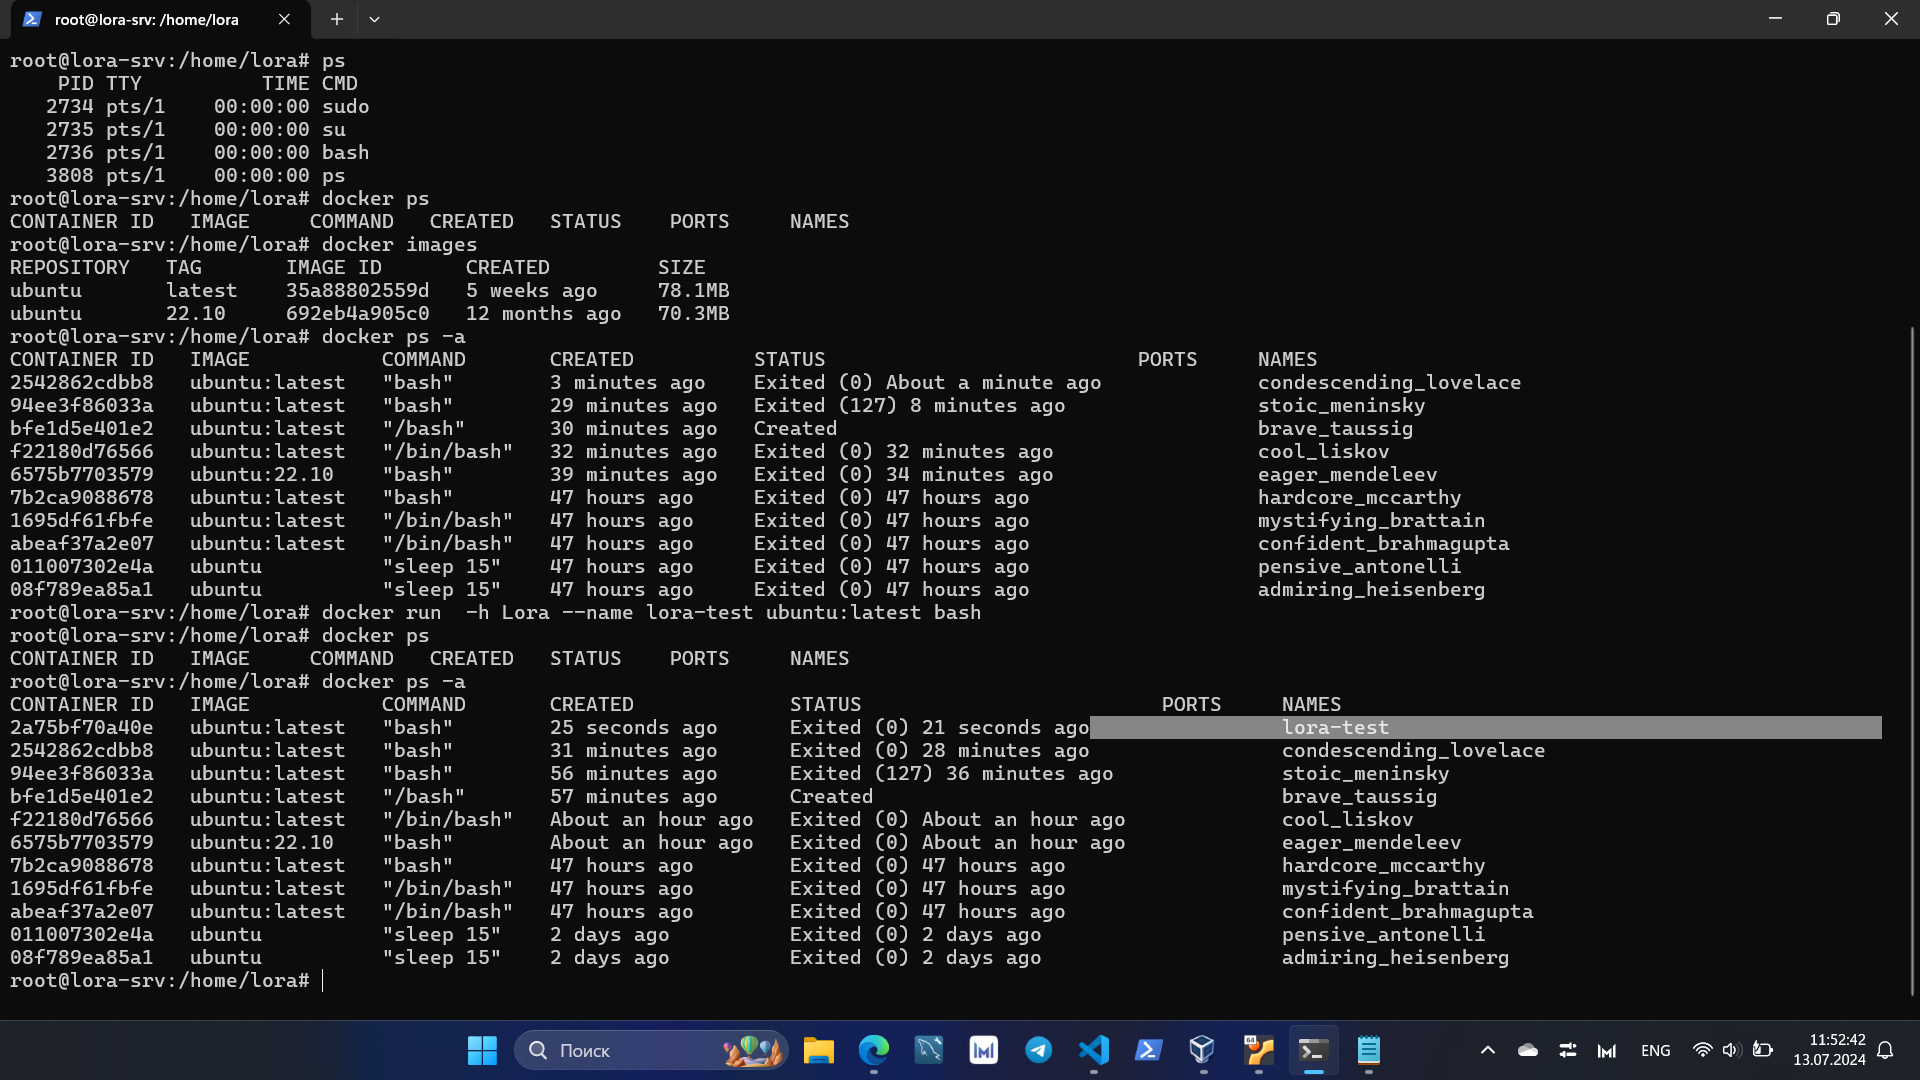 root@lora-srv: /home/lora
root@lora-srv:/home/lora# ps
    PID TTY          TIME CMD
   2734 pts/1    00:00:00 sudo
   2735 pts/1    00:00:00 su
   2736 pts/1    00:00:00 bash
   3808 pts/1    00:00:00 ps
root@lora-srv:/home/lora# docker ps
CONTAINER ID   IMAGE     COMMAND   CREATED   STATUS    PORTS     NAMES
root@lora-srv:/home/lora# docker images
REPOSITORY   TAG       IMAGE ID       CREATED         SIZE
ubuntu       latest    35a88802559d   5 weeks ago     78.1MB
ubuntu       22.10     692eb4a905c0   12 months ago   70.3MB
root@lora-srv:/home/lora# docker ps -a
CONTAINER ID   IMAGE           COMMAND       CREATED          STATUS                          PORTS     NAMES
2542862cdbb8   ubuntu:latest   "bash"        3 minutes ago    Exited (0) About a minute ago             condescending_lovelace
94ee3f86033a   ubuntu:latest   "bash"        29 minutes ago   Exited (127) 8 minutes ago                stoic_meninsky
bfe1d5e401e2   ubuntu:latest   "/bash"       30 minutes ago   Created                                   brave_taussig
f22180d76566   ubuntu:latest   "/bin/bash"   32 minutes ago   Exited (0) 32 minutes ago                 cool_liskov
6575b7703579   ubuntu:22.10    "bash"        39 minutes ago   Exited (0) 34 minutes ago                 eager_mendeleev
7b2ca9088678   ubuntu:latest   "bash"        47 hours ago     Exited (0) 47 hours ago                   hardcore_mccarthy
1695df61fbfe   ubuntu:latest   "/bin/bash"   47 hours ago     Exited (0) 47 hours ago                   mystifying_brattain
abeaf37a2e07   ubuntu:latest   "/bin/bash"   47 hours ago     Exited (0) 47 hours ago                   confident_brahmagupta
011007302e4a   ubuntu          "sleep 15"    47 hours ago     Exited (0) 47 hours ago                   pensive_antonelli
08f789ea85a1   ubuntu          "sleep 15"    47 hours ago     Exited (0) 47 hours ago                   admiring_heisenberg
root@lora-srv:/home/lora# docker run  -h Lora --name lora-test ubuntu:latest bash
root@lora-srv:/home/lora# docker ps
CONTAINER ID   IMAGE     COMMAND   CREATED   STATUS    PORTS     NAMES
root@lora-srv:/home/lora# docker ps -a
CONTAINER ID   IMAGE           COMMAND       CREATED             STATUS                         PORTS     NAMES
2a75bf70a40e   ubuntu:latest   "bash"        25 seconds ago      Exited (0) 21 seconds ago                lora-test
2542862cdbb8   ubuntu:latest   "bash"        31 minutes ago      Exited (0) 28 minutes ago                condescending_lovelace
94ee3f86033a   ubuntu:latest   "bash"        56 minutes ago      Exited (127) 36 minutes ago              stoic_meninsky
bfe1d5e401e2   ubuntu:latest   "/bash"       57 minutes ago      Created                                  brave_taussig
f22180d76566   ubuntu:latest   "/bin/bash"   About an hour ago   Exited (0) About an hour ago             cool_liskov
6575b7703579   ubuntu:22.10    "bash"        About an hour ago   Exited (0) About an hour ago             eager_mendeleev
7b2ca9088678   ubuntu:latest   "bash"        47 hours ago        Exited (0) 47 hours ago                  hardcore_mccarthy
1695df61fbfe   ubuntu:latest   "/bin/bash"   47 hours ago        Exited (0) 47 hours ago                  mystifying_brattain
abeaf37a2e07   ubuntu:latest   "/bin/bash"   47 hours ago        Exited (0) 47 hours ago                  confident_brahmagupta
011007302e4a   ubuntu          "sleep 15"    2 days ago          Exited (0) 2 days ago                    pensive_antonelli
08f789ea85a1   ubuntu          "sleep 15"    2 days ago          Exited (0) 2 days ago                    admiring_heisenberg
root@lora-srv:/home/lora#
Поиск
64
ENG
11:52:42
13.07.2024